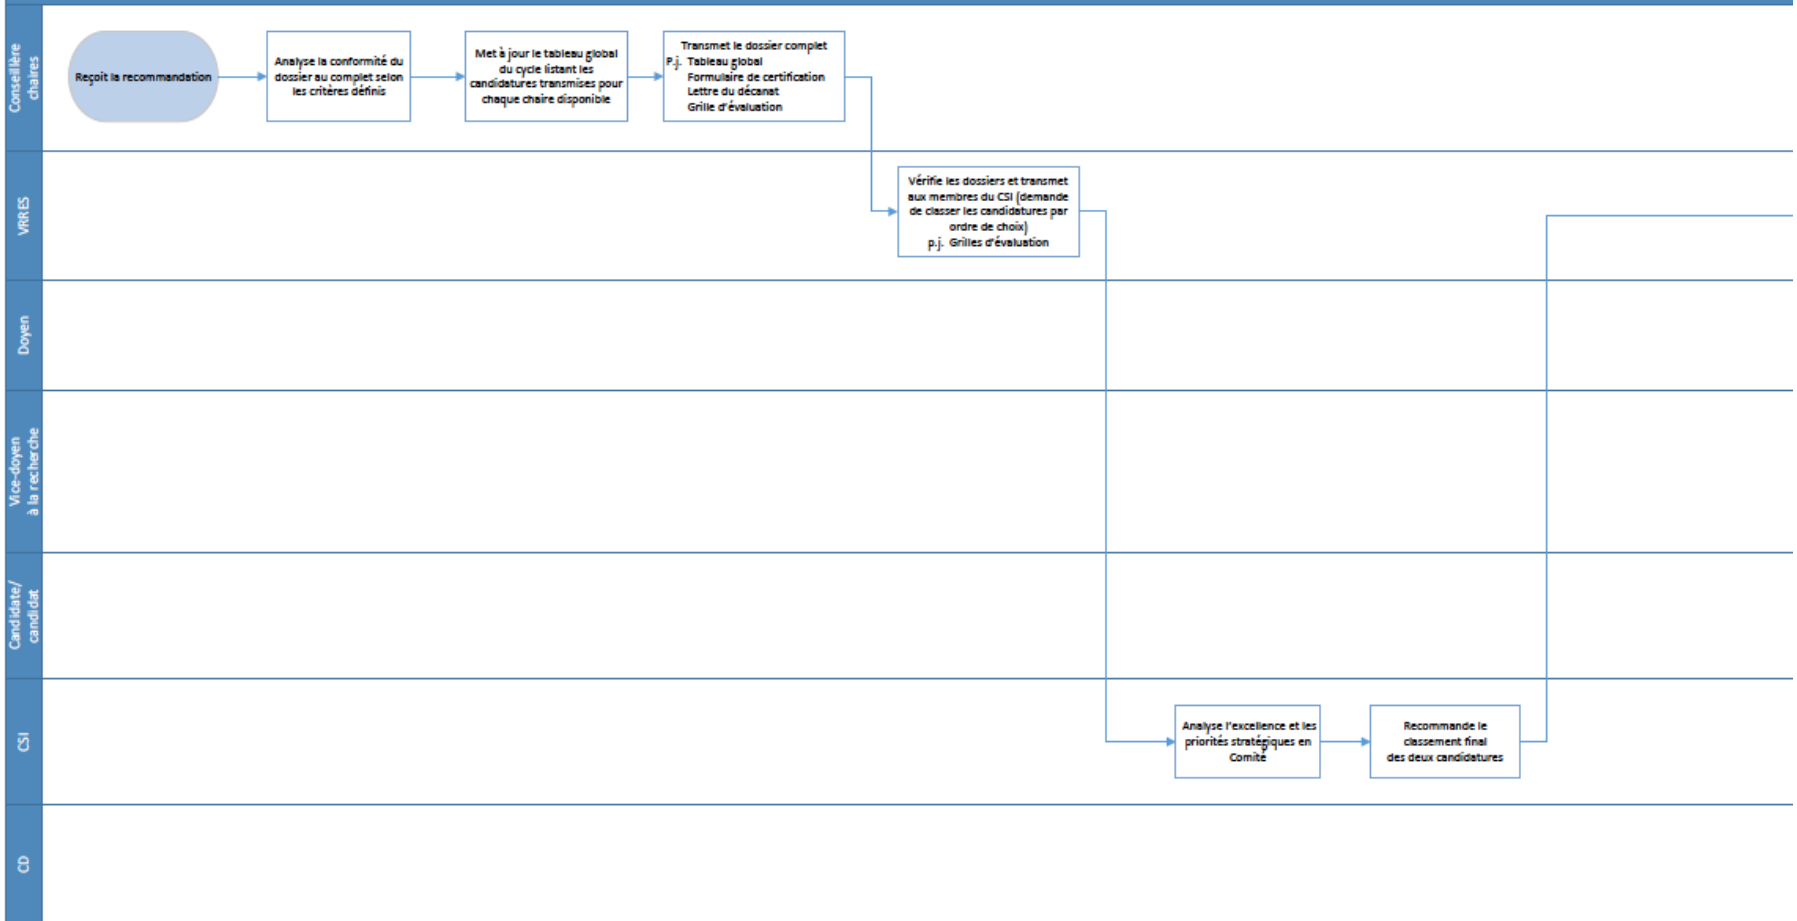 Conseillère
chaires
Reçoit la recommandation
Analyse la conformité du
dossier au complet selon
les critères définis
Met à jour le tableau global
du cycle listant les
candidatures transmises pour
chaque chaire disponible
Transmet le dossier complet
P.j. Tableau global
Formulaire de certification
Lettre du décanat
Grille d'évaluation
VRRES
Vérifie les dossiers et transmet
aux membres du CSI (demande
de classer les candidatures par
ordre de choix)
p.j. Grilles d'évaluation
Doyen
Vice-doyen
à la recherche
Candidate/
candidat
CSI
Analyse l'excellence et les
priorités stratégiques en
Comité
Recommande le
classement final
des deux candidatures
CD